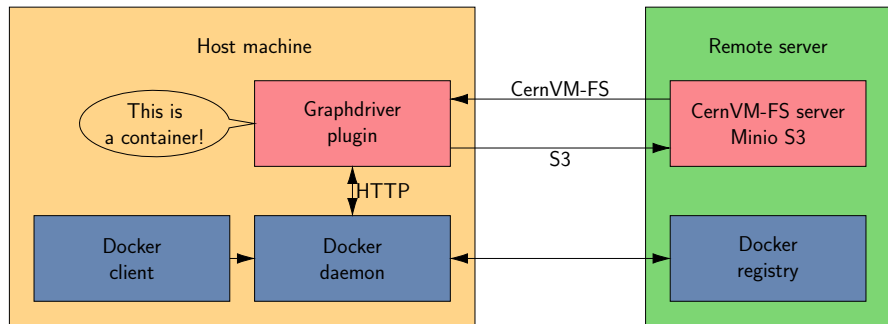 Host machine
Remote server
This is
a container!
Graphdriver
plugin
CernVM-FS
CernVM-FS server
Minio S3
S3
HTTP
Docker
client
Docker
daemon
Docker
registry